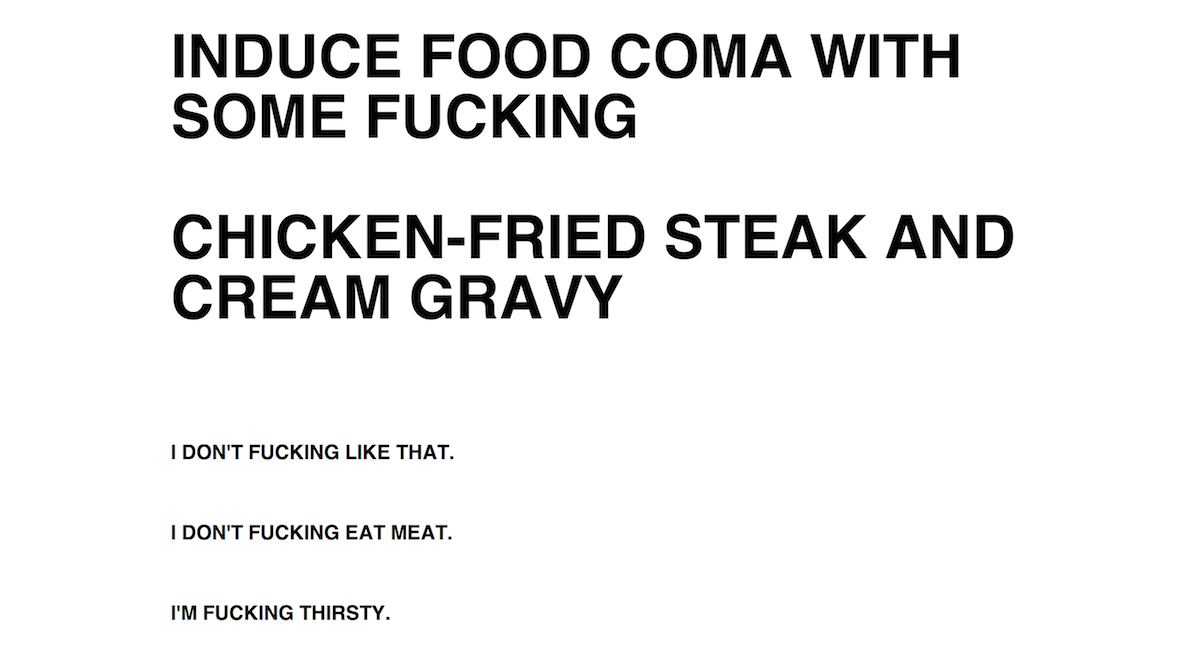 INDUCE FOOD COMA WITH
SOME FUCKING
CHICKEN-FRIED STEAK AND
CREAM GRAVY
I DON'T FUCKING LIKE THAT.
I DON'T FUCKING EAT MEAT.
I'M FUCKING THIRSTY.